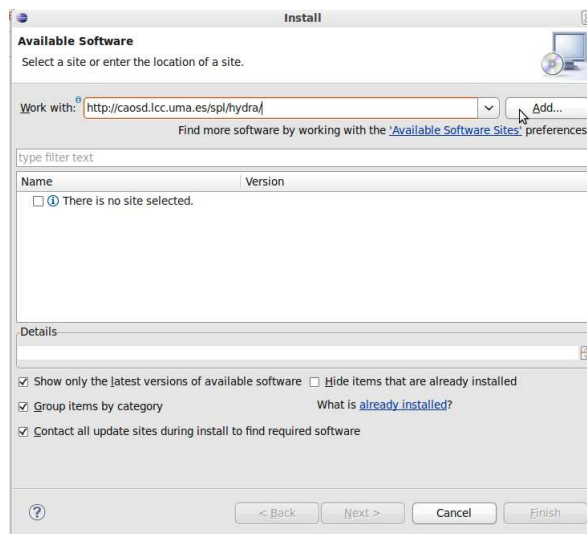 Install
Available Software
Select a site or enter the location of a site.
Work with: http://caosd.lcc.uma.es/spl/hydra/ Add...
Find more software by working with the 'Available Software Sites' preferences
type filter text
Name Version
There is no site selected.
Details
Show only the latest versions of available software Hide items that are already installed
Group items by category What is already installed?
Contact all update sites during install to find required software
? < Back Next > Cancel Finish